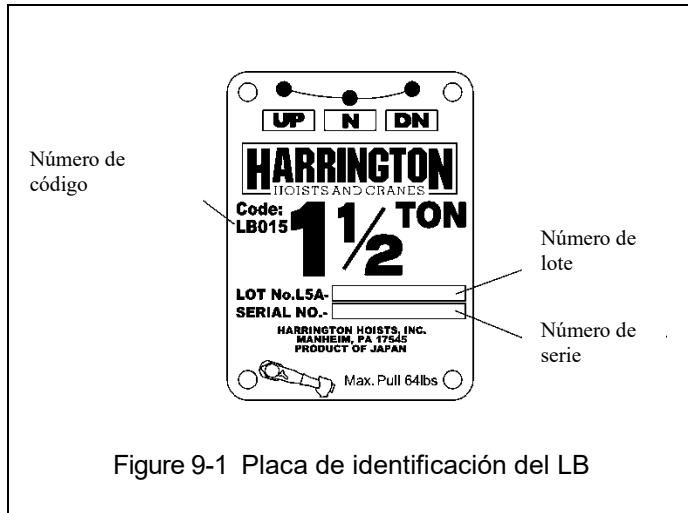 UP N DN
HARRINGTON
HOISTS AND CRANES
Número de
código
Code:
LB015
1 1/2 TON
Número de
lote
LOT No.L5A-
SERIAL NO.-
Número de
serie
HARRINGTON HOISTS, INC.
MANHEIM, PA 17545
PRODUCT OF JAPAN
Max. Pull 64lbs
Figure 9-1 Placa de identificación del LB